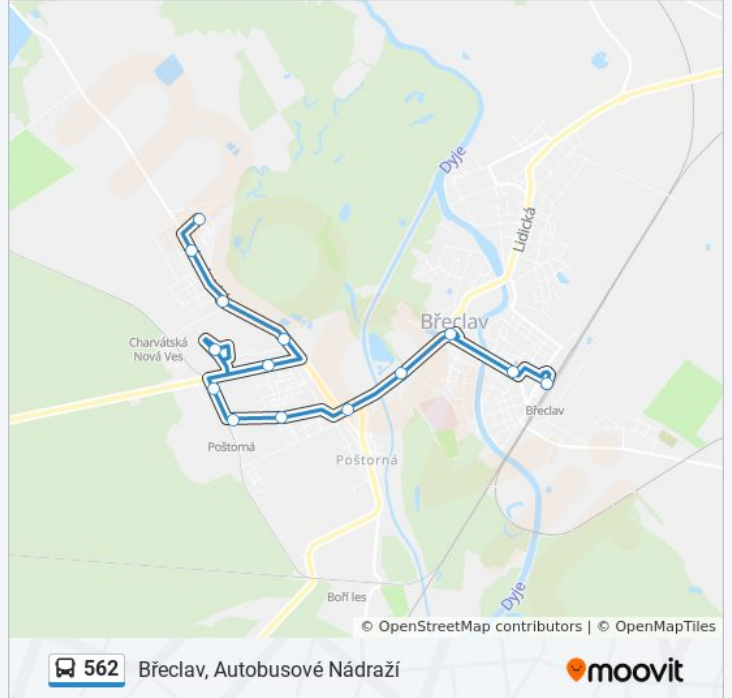 Dyje
Lidická
Břeclav
Charvátská
Nová Ves
Břeclav
Poštorná
Poštorná
Dyje
Boří les
© OpenStreetMap contributors | © OpenMapTiles
562 Břeclav, Autobusové Nádraží
moovit